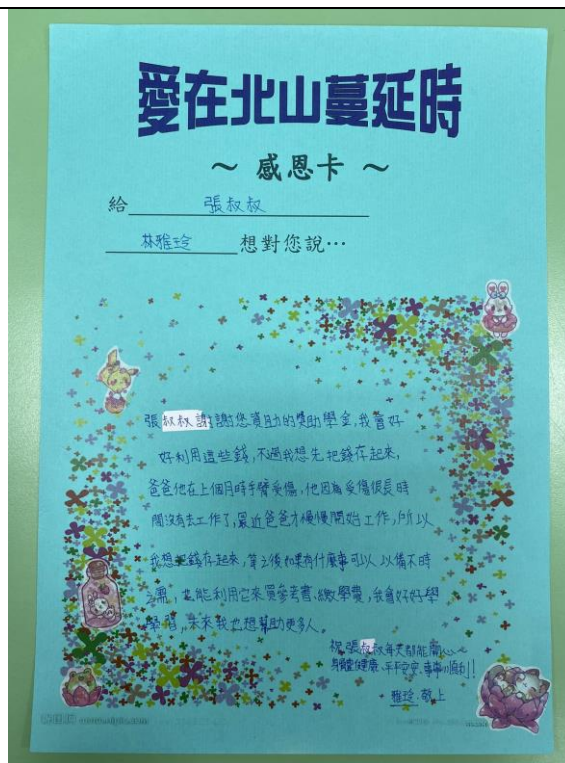 愛在北山蔓延時
～ 感恩卡 ～
給 張叔叔
林雅玲 想對您說…
張叔叔謝謝您資助的獎助學金,我會好
好利用這些錢,不過我想先把錢存起來,
爸爸他在上個月時手臂受傷,他因為受傷很長時
間沒有去工作了,最近爸爸才慢慢開始工作,所以
我想把錢存起來,等之後如果有什麼事可以以備不時
之需,也能利用它來買參考書、繳學費,我會好好學
學習,未來我也想幫助更多人。
祝張叔叔每天都能開心~
身體健康、平平安安、事事順利!!
雅玲 敬上